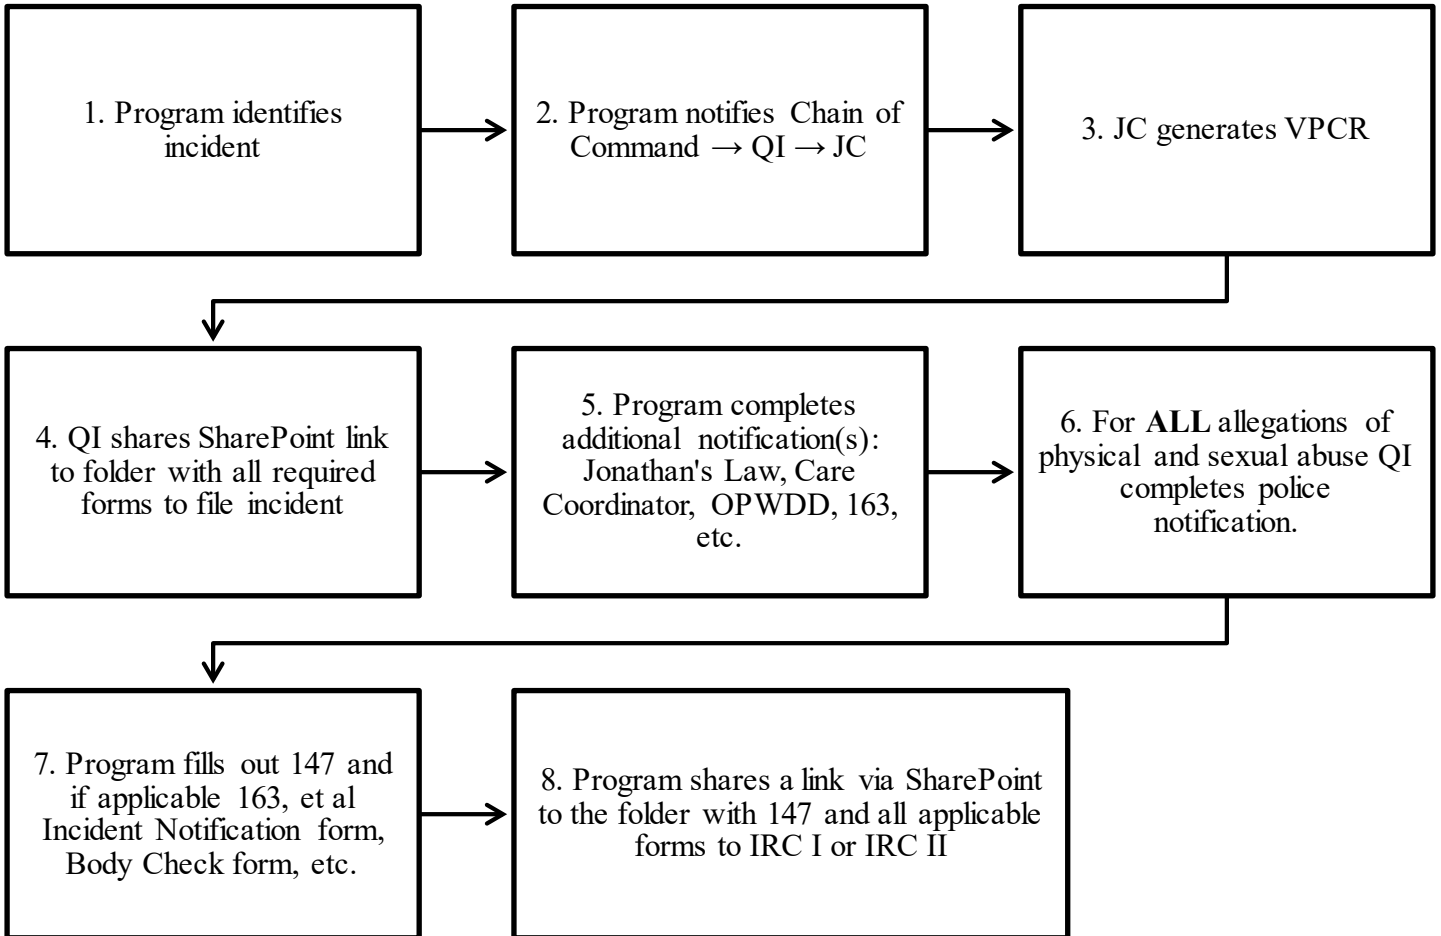 1. Program identifies
incident
2. Program notifies Chain of
Command → QI → JC
3. JC generates VPCR
4. QI shares SharePoint link
to folder with all required
forms to file incident
5. Program completes
additional notification(s):
Jonathan's Law, Care
Coordinator, OPWDD, 163,
etc.
6. For ALL allegations of
physical and sexual abuse QI
completes police
notification.
7. Program fills out 147 and
if applicable 163, et al
Incident Notification form,
Body Check form, etc.
8. Program shares a link via SharePoint
to the folder with 147 and all applicable
forms to IRC I or IRC II